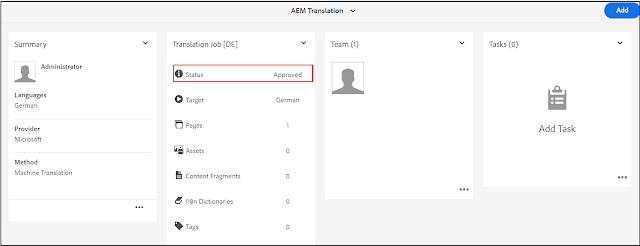 AEM Translation
Add
Summary
Administrator
Languages
German
Provider
Microsoft
Method
Machine Translation
...
Translation Job [DE]
Status Approved
Target German
Pages 1
Assets 0
Content Fragments 0
I18n Dictionaries 0
Tags 0
Team (1)
...
Tasks (0)
Add Task
...